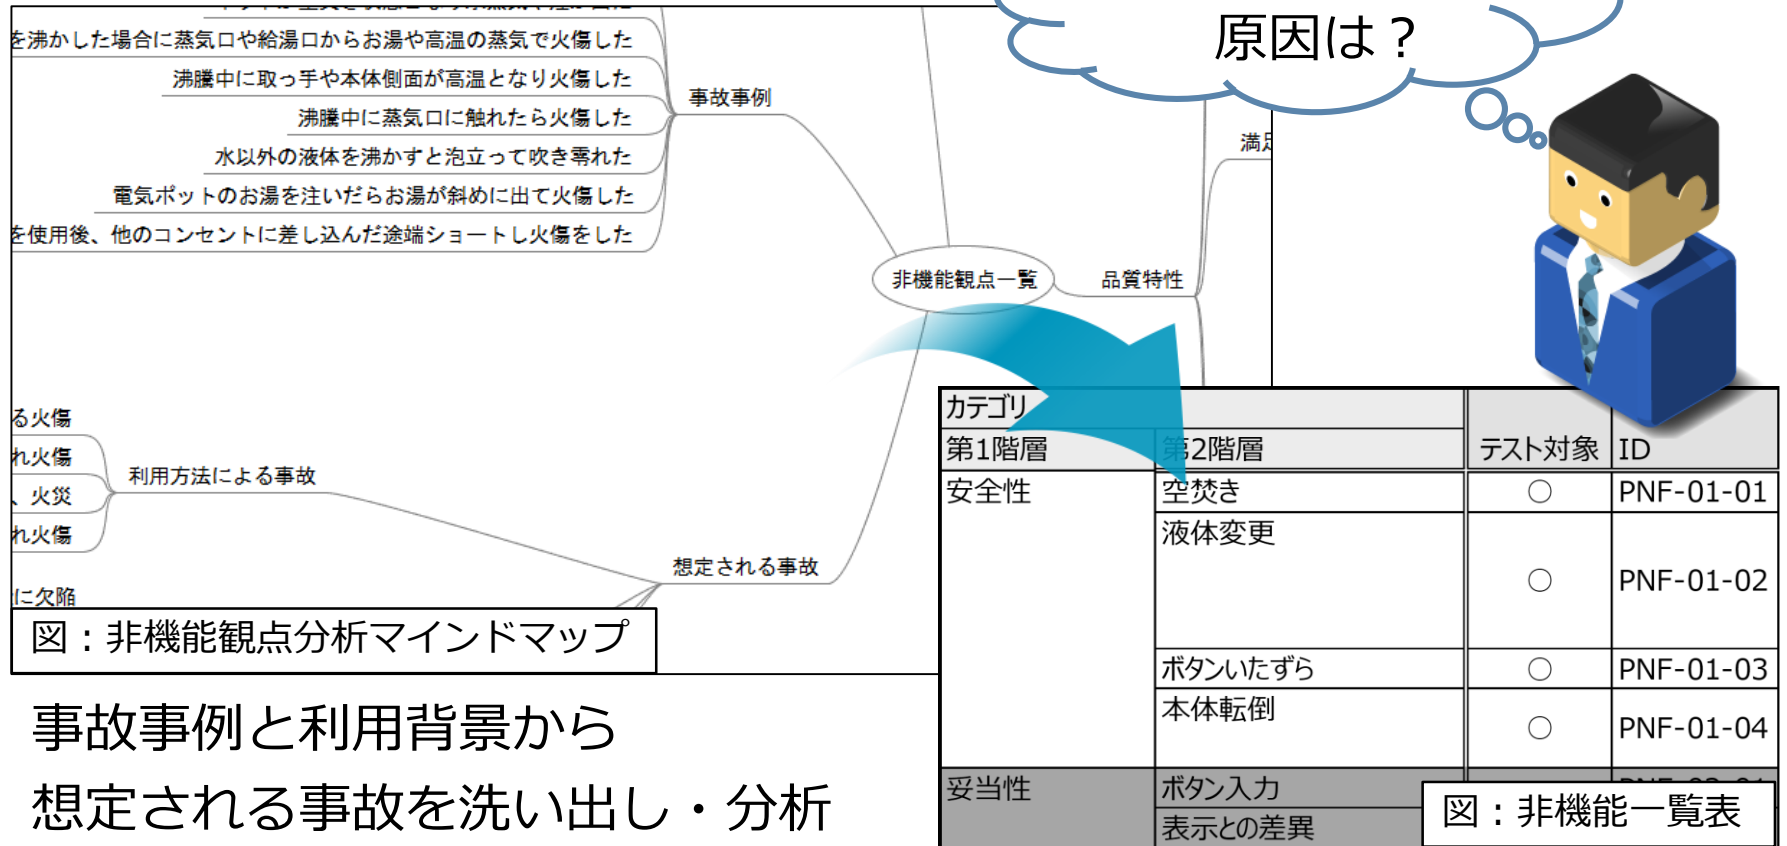 原因は？
を沸かした場合に蒸気口や給湯口からお湯や高温の蒸気で火傷した
沸騰中に取っ手や本体側面が高温となり火傷した
沸騰中に蒸気口に触れたら火傷した
水以外の液体を沸かすと泡立って吹き零れた
電気ポットのお湯を注いだらお湯が斜めに出て火傷した
を使用後、他のコンセントに差し込んだ途端ショートし火傷をした
事故事例
満足
非機能観点一覧
品質特性
る火傷
れ火傷
、火災
れ火傷
利用方法による事故
想定される事故
に欠陥
図：非機能観点分析マインドマップ
カテゴリ
第1階層 第2階層 テスト対象 ID
安全性 空焚き ○ PNF-01-01
液体変更 ○ PNF-01-02
ボタンいたずら ○ PNF-01-03
本体転倒 ○ PNF-01-04
妥当性 ボタン入力
表示との差異
図：非機能一覧表
事故事例と利用背景から
想定される事故を洗い出し・分析